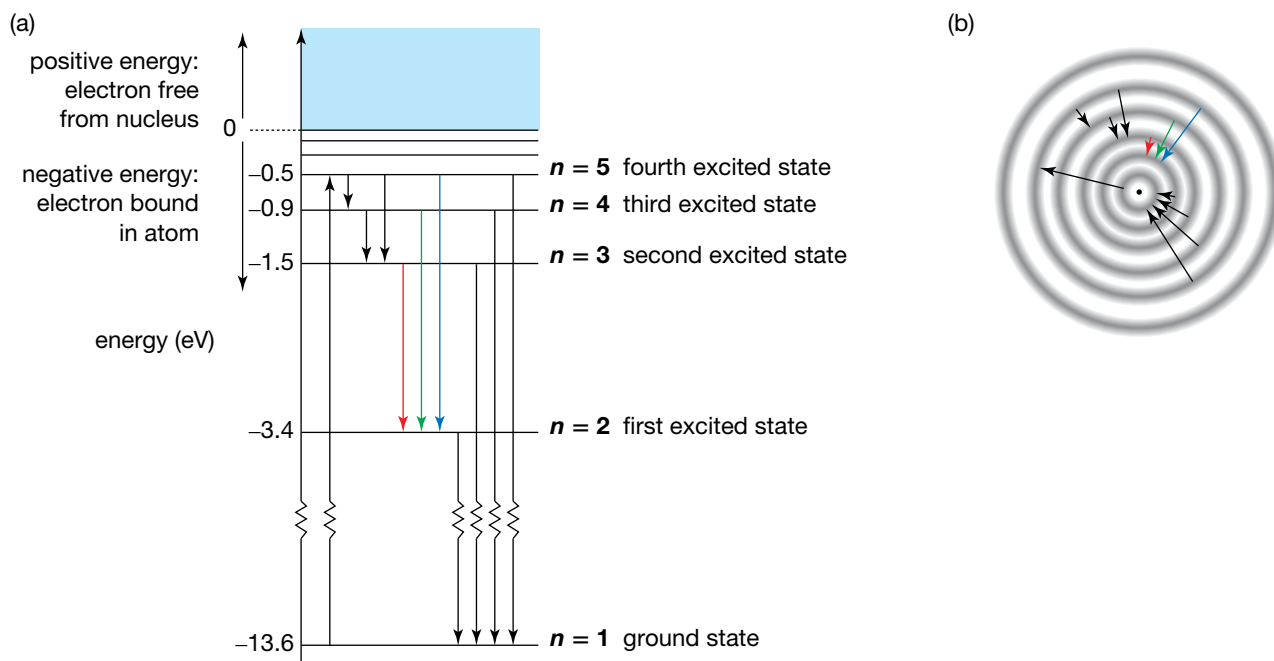 (a)
positive energy:
electron free
from nucleus
0
negative energy:
electron bound
in atom
–0.5
–0.9
–1.5
energy (eV)
–3.4
–13.6
n = 5 fourth excited state
n = 4 third excited state
n = 3 second excited state
n = 2 first excited state
n = 1 ground state
(b)